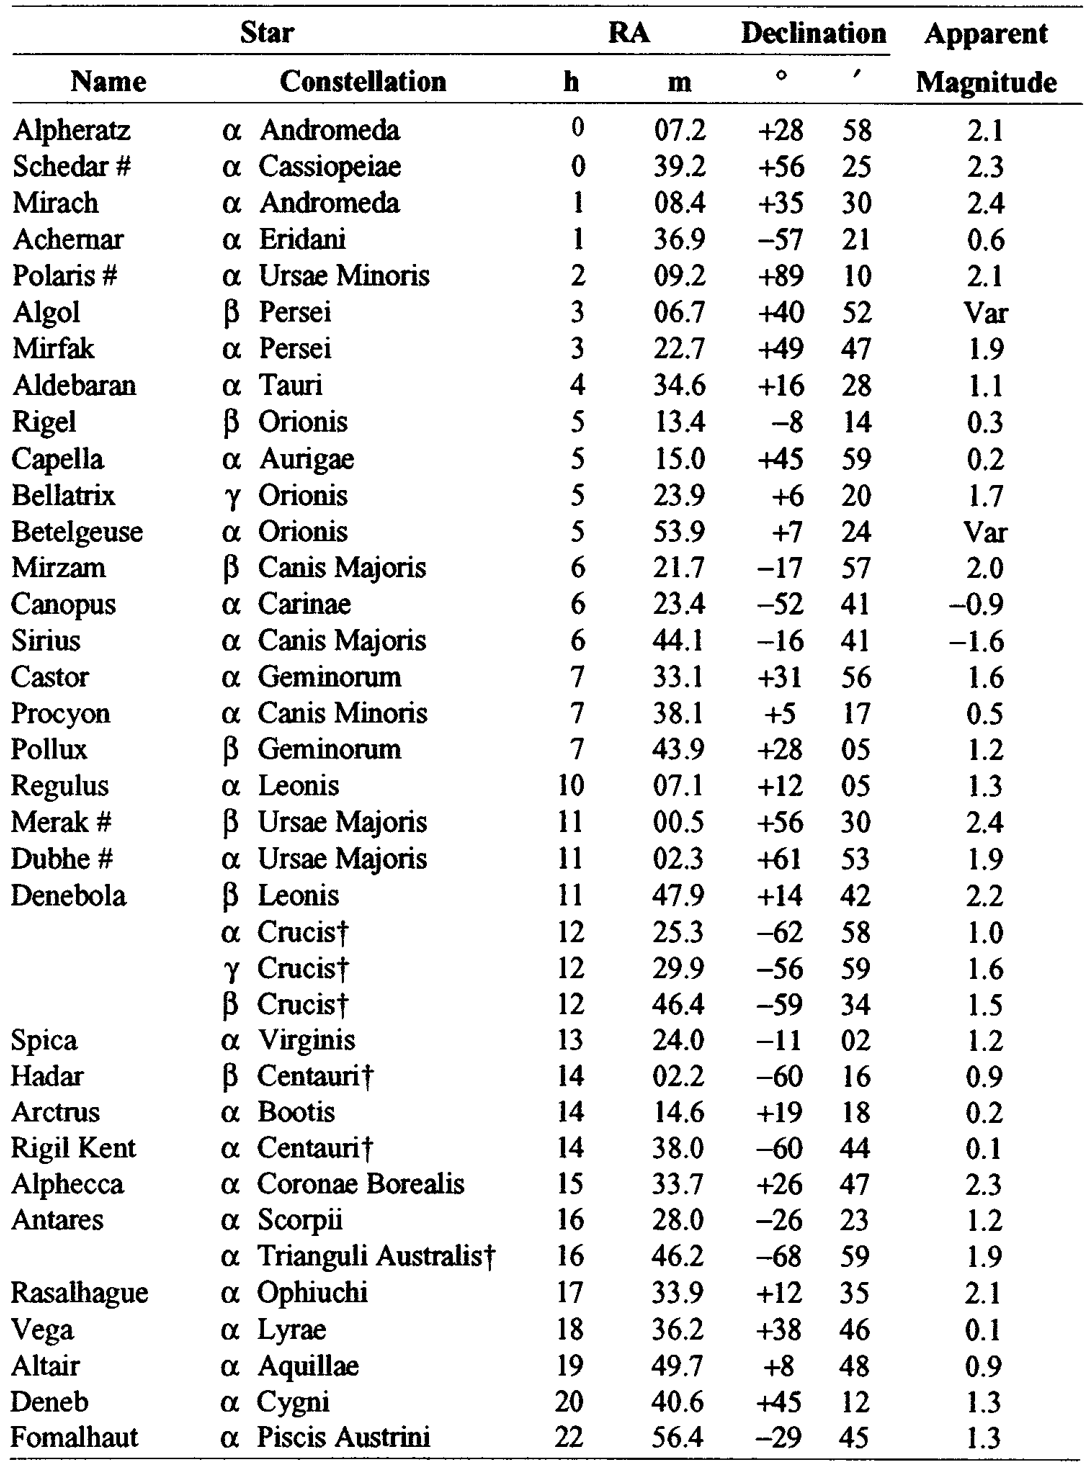 Star RA Declination Apparent
Name Constellation h m ° ′ Magnitude
Alpheratz α Andromeda 0 07.2 +28 58 2.1
Schedar # α Cassiopeiae 0 39.2 +56 25 2.3
Mirach α Andromeda 1 08.4 +35 30 2.4
Achernar α Eridani 1 36.9 –57 21 0.6
Polaris # α Ursae Minoris 2 09.2 +89 10 2.1
Algol β Persei 3 06.7 +40 52 Var
Mirfak α Persei 3 22.7 +49 47 1.9
Aldebaran α Tauri 4 34.6 +16 28 1.1
Rigel β Orionis 5 13.4 –8 14 0.3
Capella α Aurigae 5 15.0 +45 59 0.2
Bellatrix γ Orionis 5 23.9 +6 20 1.7
Betelgeuse α Orionis 5 53.9 +7 24 Var
Mirzam β Canis Majoris 6 21.7 –17 57 2.0
Canopus α Carinae 6 23.4 –52 41 –0.9
Sirius α Canis Majoris 6 44.1 –16 41 –1.6
Castor α Geminorum 7 33.1 +31 56 1.6
Procyon α Canis Minoris 7 38.1 +5 17 0.5
Pollux β Geminorum 7 43.9 +28 05 1.2
Regulus α Leonis 10 07.1 +12 05 1.3
Merak # β Ursae Majoris 11 00.5 +56 30 2.4
Dubhe # α Ursae Majoris 11 02.3 +61 53 1.9
Denebola β Leonis 11 47.9 +14 42 2.2
α Crucis† 12 25.3 –62 58 1.0
γ Crucis† 12 29.9 –56 59 1.6
β Crucis† 12 46.4 –59 34 1.5
Spica α Virginis 13 24.0 –11 02 1.2
Hadar β Centauri† 14 02.2 –60 16 0.9
Arctrus α Bootis 14 14.6 +19 18 0.2
Rigil Kent α Centauri† 14 38.0 –60 44 0.1
Alphecca α Coronae Borealis 15 33.7 +26 47 2.3
Antares α Scorpii 16 28.0 –26 23 1.2
α Trianguli Australis† 16 46.2 –68 59 1.9
Rasalhague α Ophiuchi 17 33.9 +12 35 2.1
Vega α Lyrae 18 36.2 +38 46 0.1
Altair α Aquillae 19 49.7 +8 48 0.9
Deneb α Cygni 20 40.6 +45 12 1.3
Fomalhaut α Piscis Austrini 22 56.4 –29 45 1.3